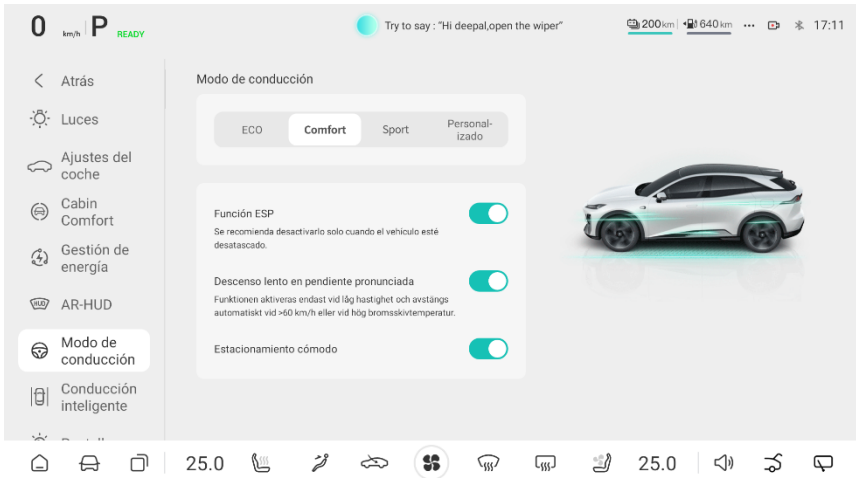 0 km/h P READY
Try to say : "Hi deepal,open the wiper"
200km 640km
17:11
Atrás
Luces
Ajustes del
coche
Cabin
Comfort
Gestión de
energía
HUD AR-HUD
Modo de
conducción
Conducción
inteligente
Modo de conducción
ECO Comfort Sport Personal-
izado
Función ESP
Se recomienda desactivarlo solo cuando el vehículo esté
desatascado.
Descenso lento en pendiente pronunciada
Funktionen aktiveras endast vid låg hastighet och avstängs
automatiskt vid >60 km/h eller vid hög bromsskivtemperatur.
Estacionamiento cómodo
25.0 25.0